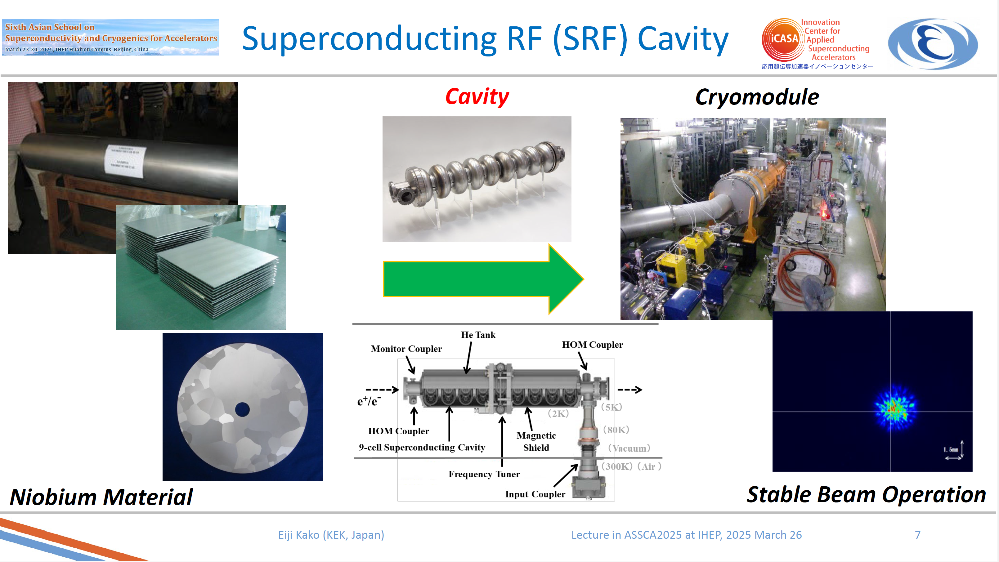 Sixth Asian School on
Superconductivity and Cryogenics for Accelerators
March 23-30, 2025, IHEP Huairou Campus, Beijing, China
Superconducting RF (SRF) Cavity
iCASA
Innovation
Center for
Applied
Superconducting
Accelerators
応用超伝導加速器イノベーションセンター
Cavity
Cryomodule
He Tank
Monitor Coupler
HOM Coupler
e⁺/e⁻
(2K)
(5K)
HOM Coupler
(80K)
Magnetic
Shield
9-cell Superconducting Cavity
(Vacuum)
(300K) (Air)
Frequency Tuner
Input Coupler
1.5mm
Niobium Material
Stable Beam Operation
Eiji Kako (KEK, Japan)
Lecture in ASSCA2025 at IHEP, 2025 March 26
7